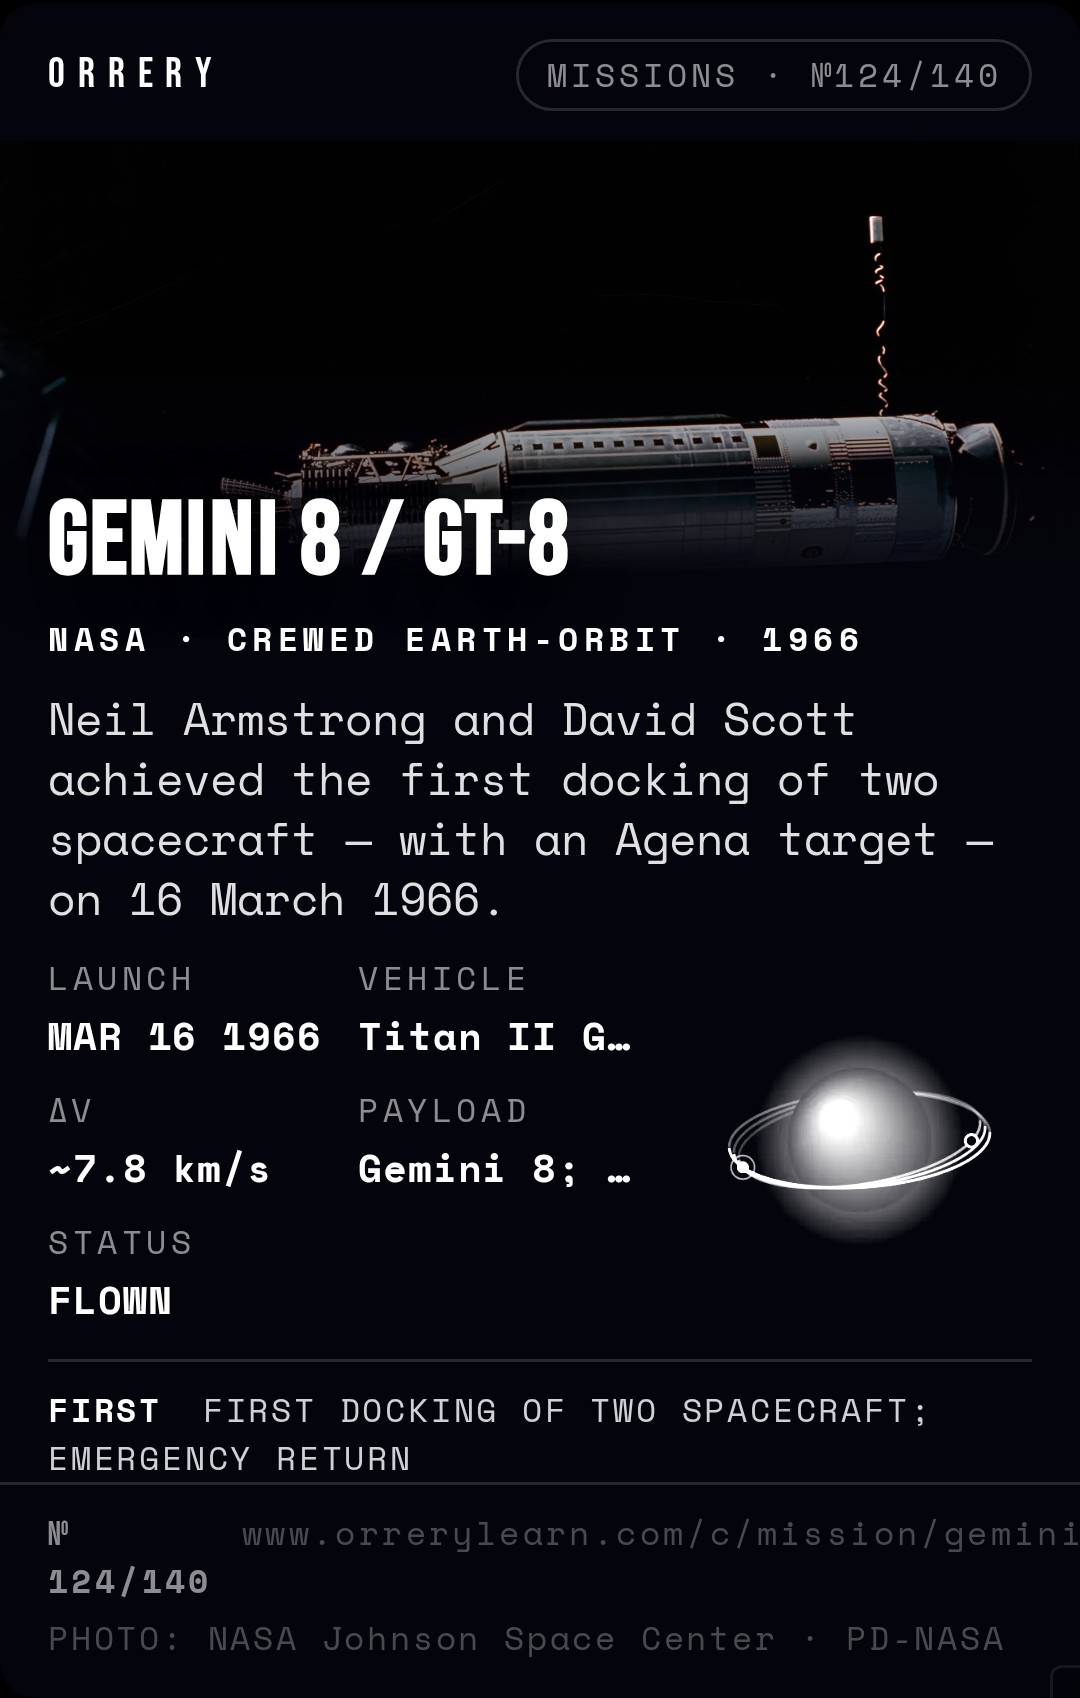 ORRERY
MISSIONS · №124/140
GEMINI 8 / GT-8
NASA · CREWED EARTH-ORBIT · 1966
Neil Armstrong and David Scott
achieved the first docking of two
spacecraft — with an Agena target —
on 16 March 1966.
LAUNCH VEHICLE
MAR 16 1966 Titan II G…
ΔV PAYLOAD
~7.8 km/s Gemini 8; …
STATUS
FLOWN
FIRST FIRST DOCKING OF TWO SPACECRAFT;
EMERGENCY RETURN
№ www.orrerylearn.com/c/mission/gemini
124/140
PHOTO: NASA Johnson Space Center · PD-NASA